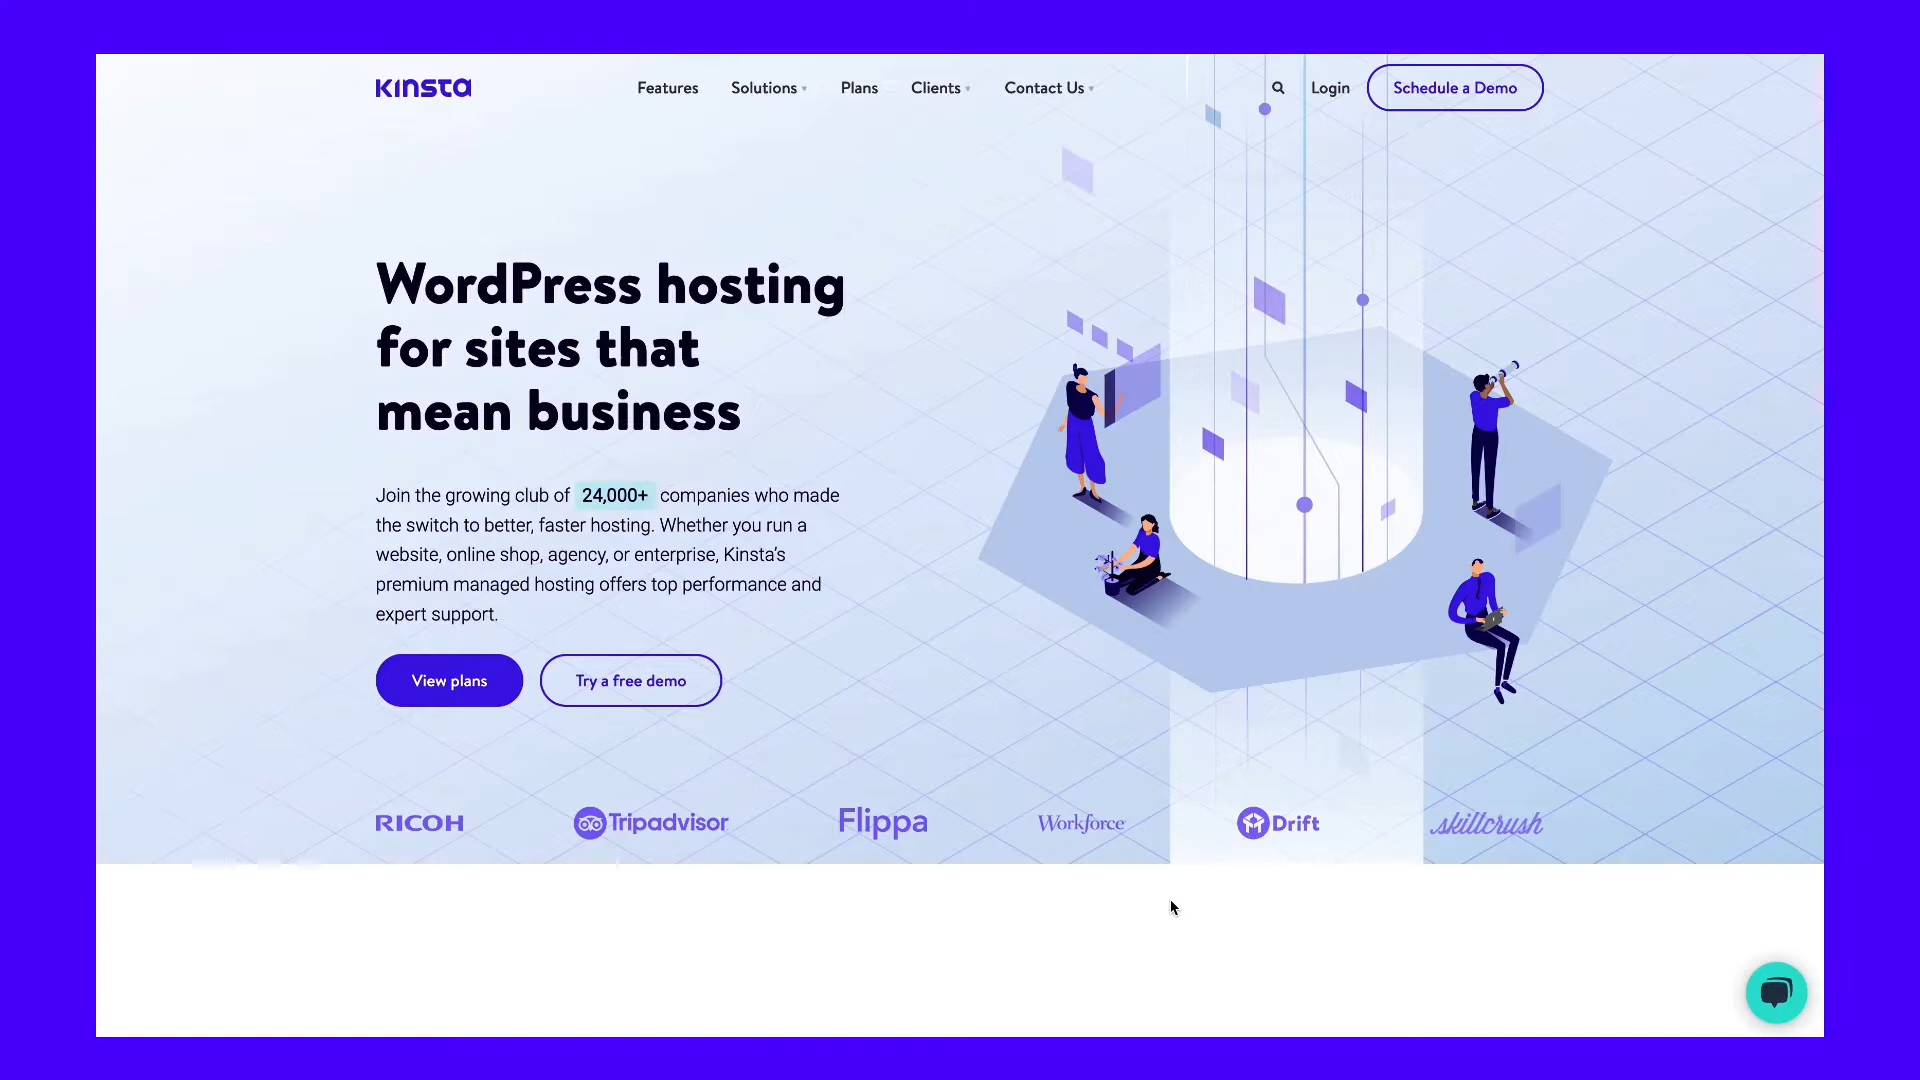 KINSTA
Features Solutions Plans Clients Contact Us Login Schedule a Demo
WordPress hosting
for sites that
mean business
Join the growing club of 24,000+ companies who made
the switch to better, faster hosting. Whether you run a
website, online shop, agency, or enterprise, Kinsta’s
premium managed hosting offers top performance and
expert support.
View plans Try a free demo
RICOH Tripadvisor Flippa Workforce Drift skillcrush